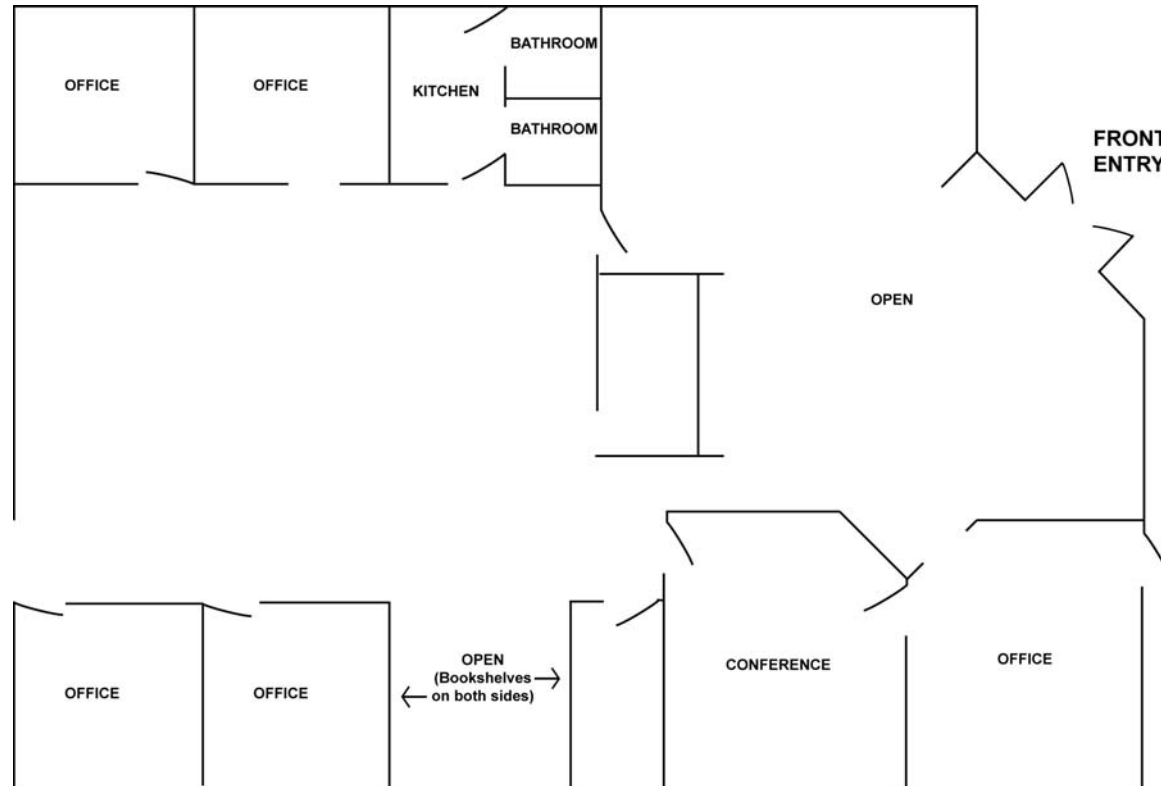 OFFICE
OFFICE
KITCHEN
BATHROOM
BATHROOM
FRONT
ENTRY
OPEN
OFFICE
OFFICE
OPEN
(Bookshelves
on both sides)
CONFERENCE
OFFICE